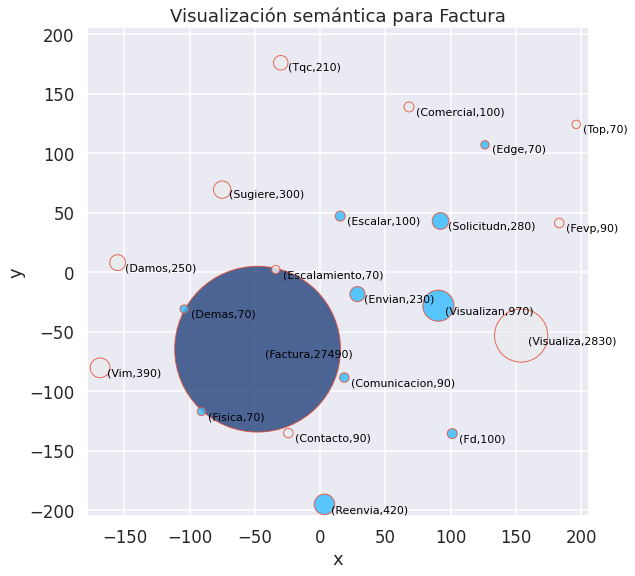 Visualización semántica para Factura
200
150
100
50
0
−50
−100
−150
−200
y
(Tqc,210)
(Comercial,100)
(Top,70)
(Edge,70)
(Sugiere,300)
(Escalar,100)
(Solicitudn,280)
(Fevp,90)
(Damos,250)
(Escalamiento,70)
(Envian,230)
(Visualizan,970)
(Demas,70)
(Visualiza,2830)
(Factura,27490)
(Vim,390)
(Comunicacion,90)
(Fisica,70)
(Contacto,90)
(Fd,100)
(Reenvia,420)
−150 −100 −50 0 50 100 150 200
x